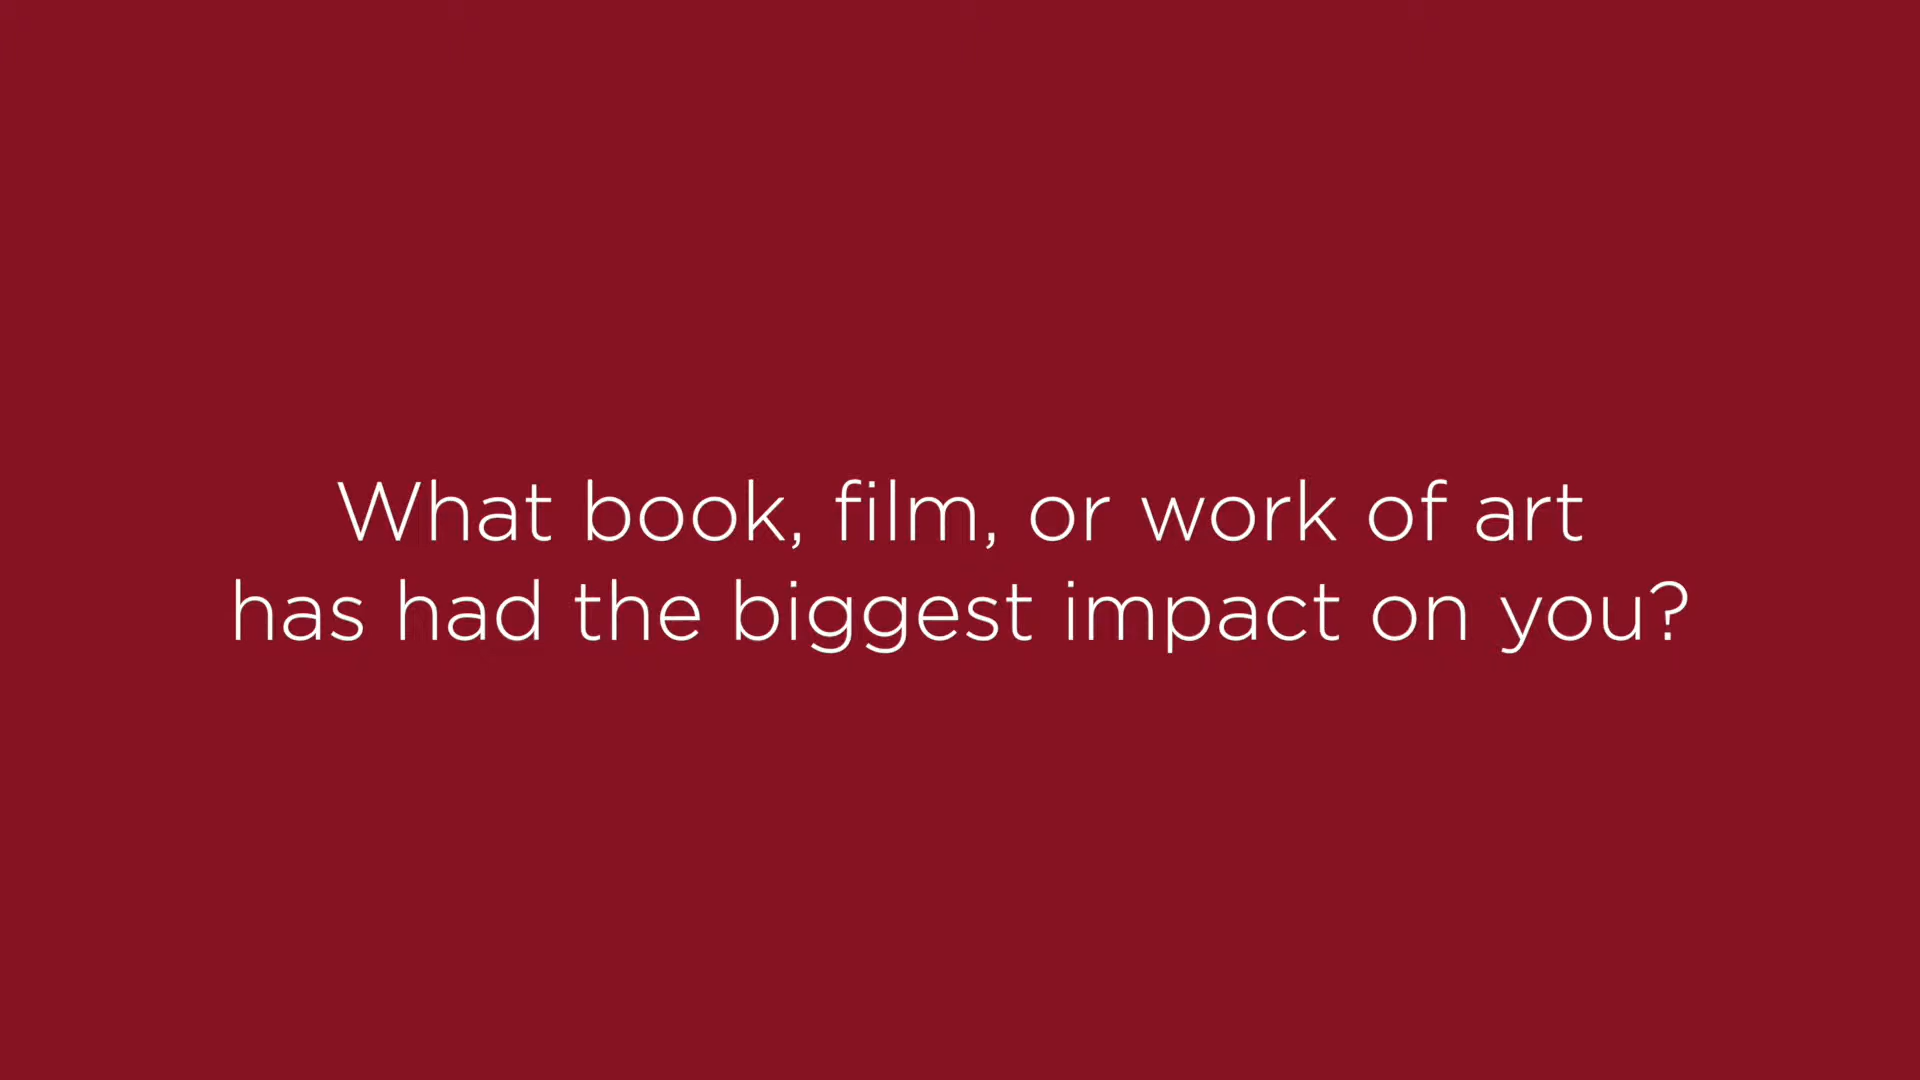 What book, film, or work of art
has had the biggest impact on you?